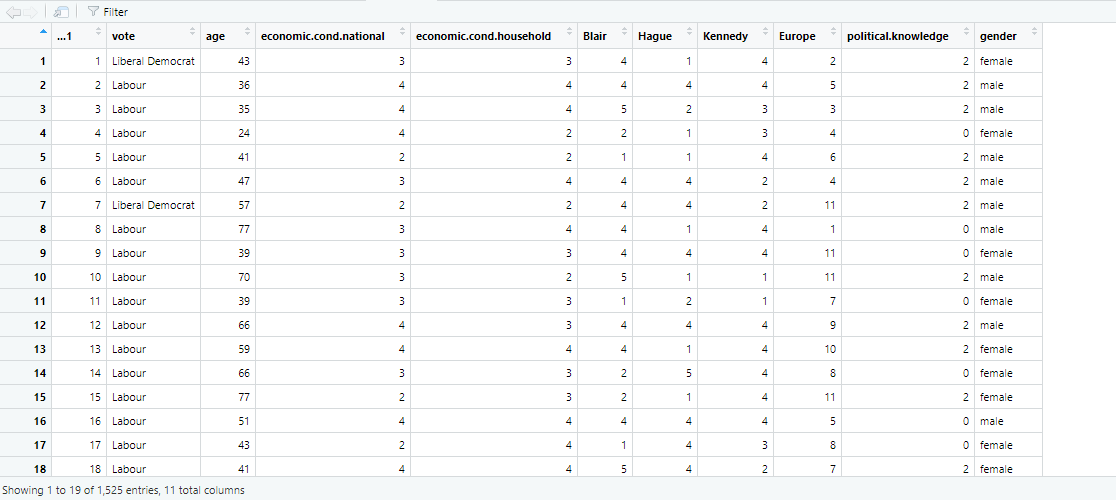 Filter
...1 vote age economic.cond.national economic.cond.household Blair Hague Kennedy Europe political.knowledge gender
1 1 Liberal Democrat 43 3 3 4 1 4 2 2 female
2 2 Labour 36 4 4 4 4 4 5 2 male
3 3 Labour 35 4 4 5 2 3 3 2 male
4 4 Labour 24 4 2 2 1 3 4 0 female
5 5 Labour 41 2 2 1 1 4 6 2 male
6 6 Labour 47 3 4 4 4 2 4 2 male
7 7 Liberal Democrat 57 2 2 4 4 2 11 2 male
8 8 Labour 77 3 4 4 1 4 1 0 male
9 9 Labour 39 3 3 4 4 4 11 0 female
10 10 Labour 70 3 2 5 1 1 11 2 male
11 11 Labour 39 3 3 1 2 1 7 0 female
12 12 Labour 66 4 3 4 4 4 9 2 male
13 13 Labour 59 4 4 4 1 4 10 2 female
14 14 Labour 66 3 3 2 5 4 8 0 female
15 15 Labour 77 2 3 2 1 4 11 2 female
16 16 Labour 51 4 4 4 4 4 5 0 male
17 17 Labour 43 2 4 1 4 3 8 0 female
18 18 Labour 41 4 4 5 4 2 7 2 female
Showing 1 to 19 of 1,525 entries, 11 total columns